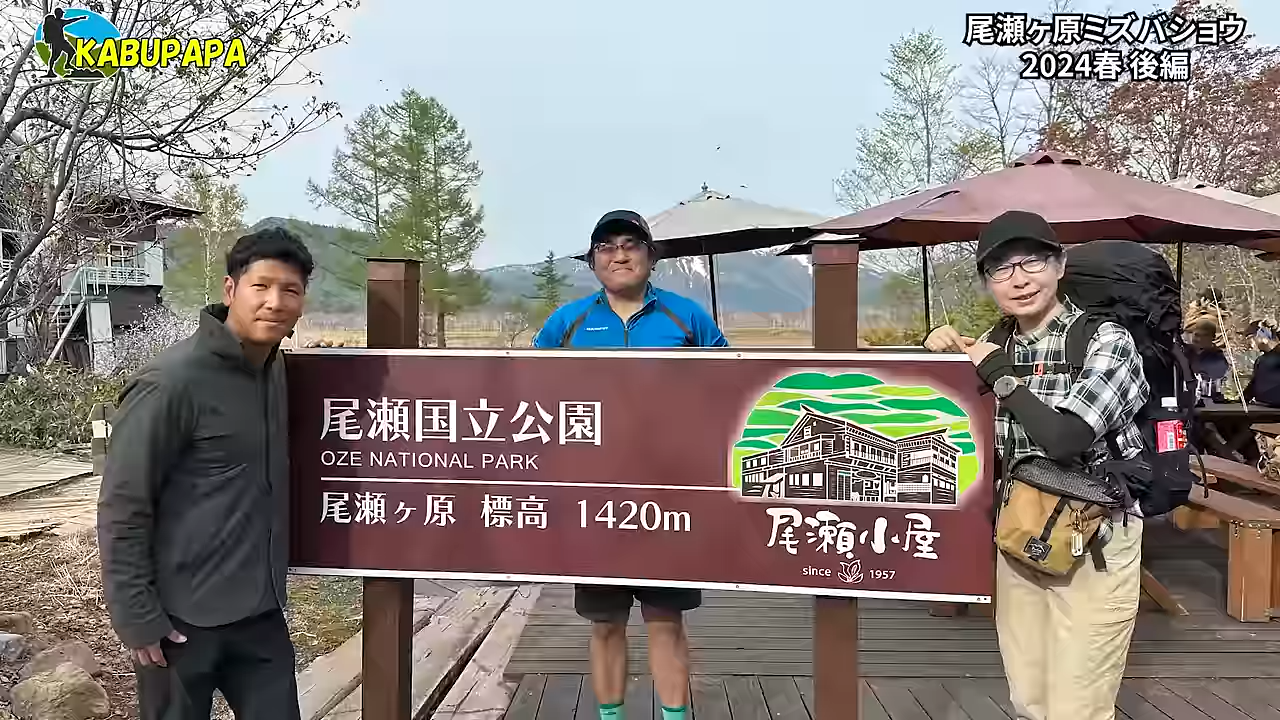 KABUPAPA
尾瀬ヶ原ミズバショウ
2024春 後編
尾瀬国立公園
OZE NATIONAL PARK
尾瀬ヶ原 標高 1420m
尾瀬小屋
since 1957